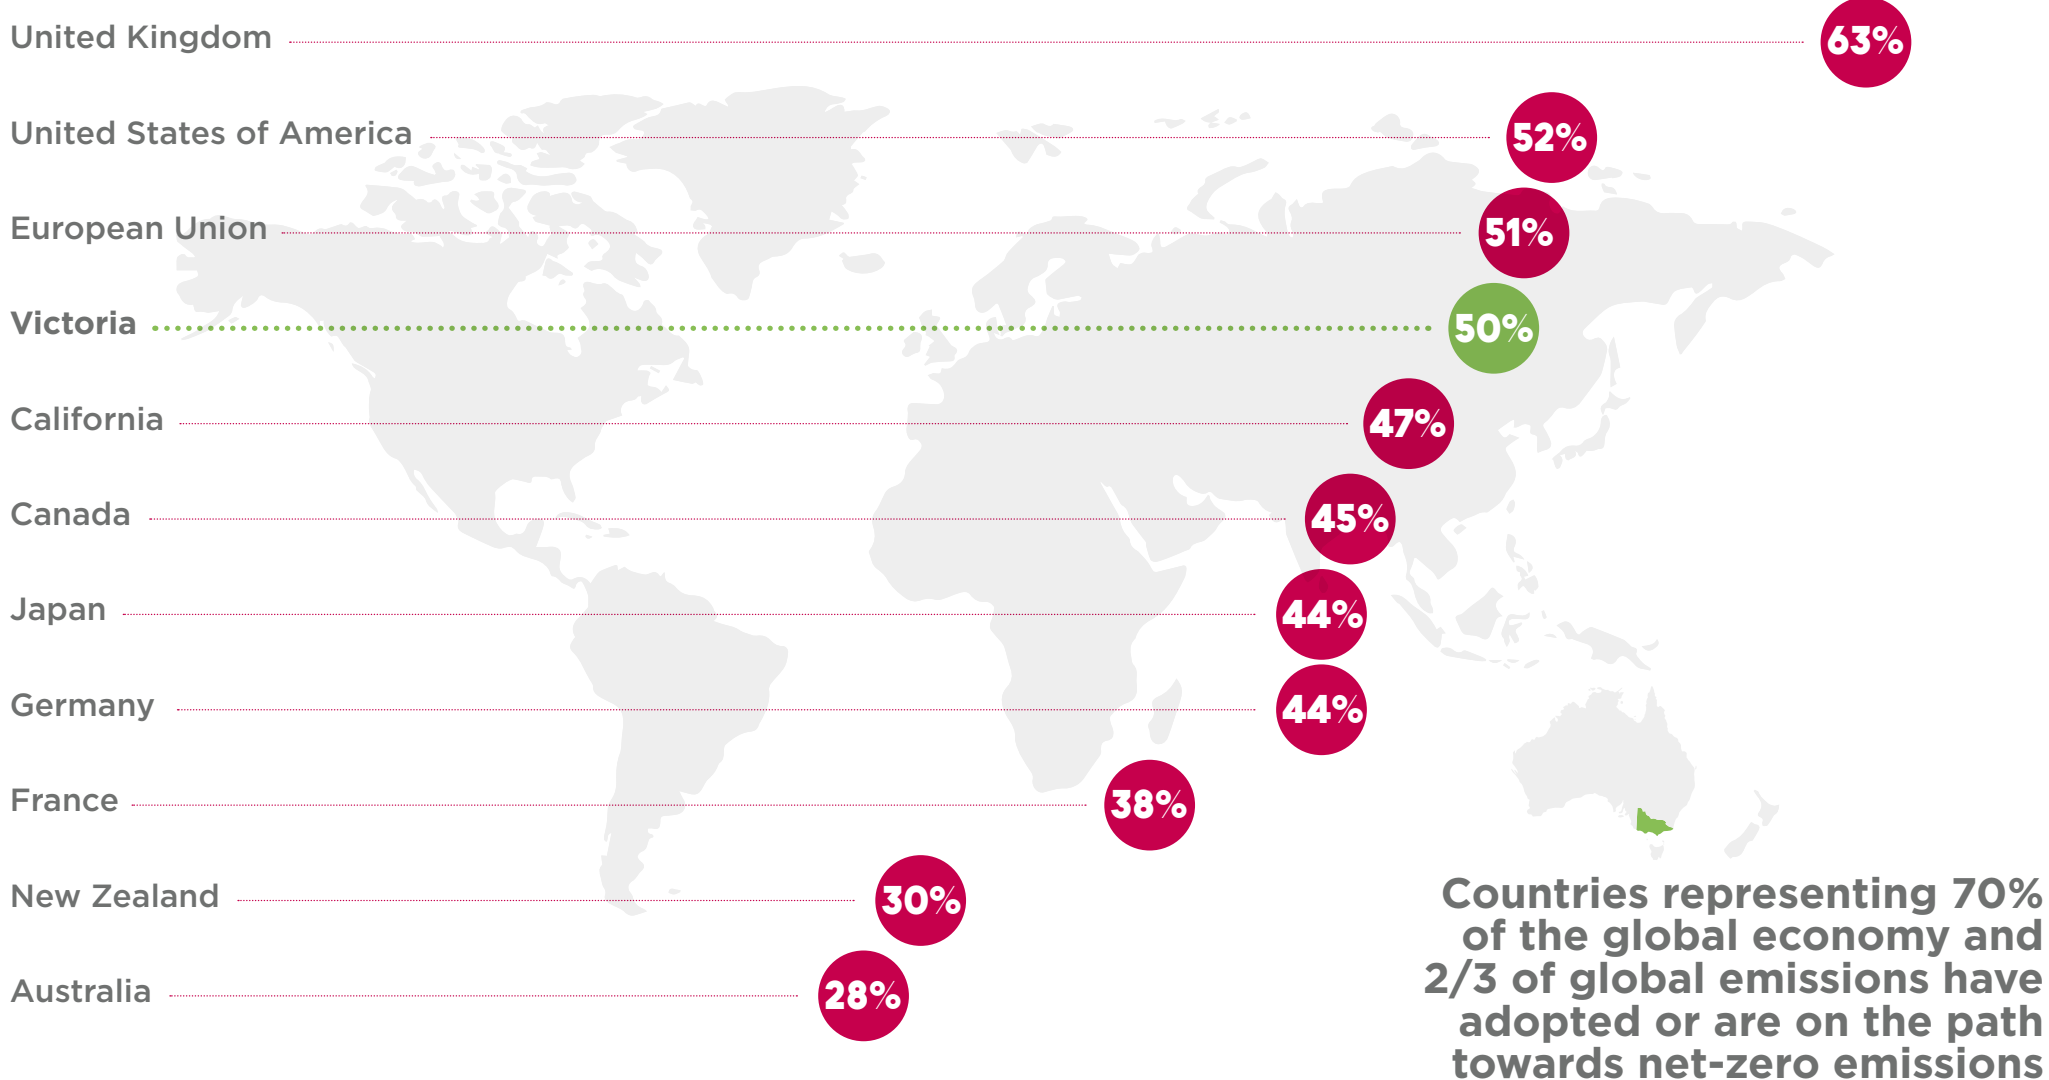 United Kingdom 63%
United States of America 52%
European Union 51%
Victoria 50%
California 47%
Canada 45%
Japan 44%
Germany 44%
France 38%
New Zealand 30%
Australia 28%
Countries representing 70%
of the global economy and
2/3 of global emissions have
adopted or are on the path
towards net-zero emissions